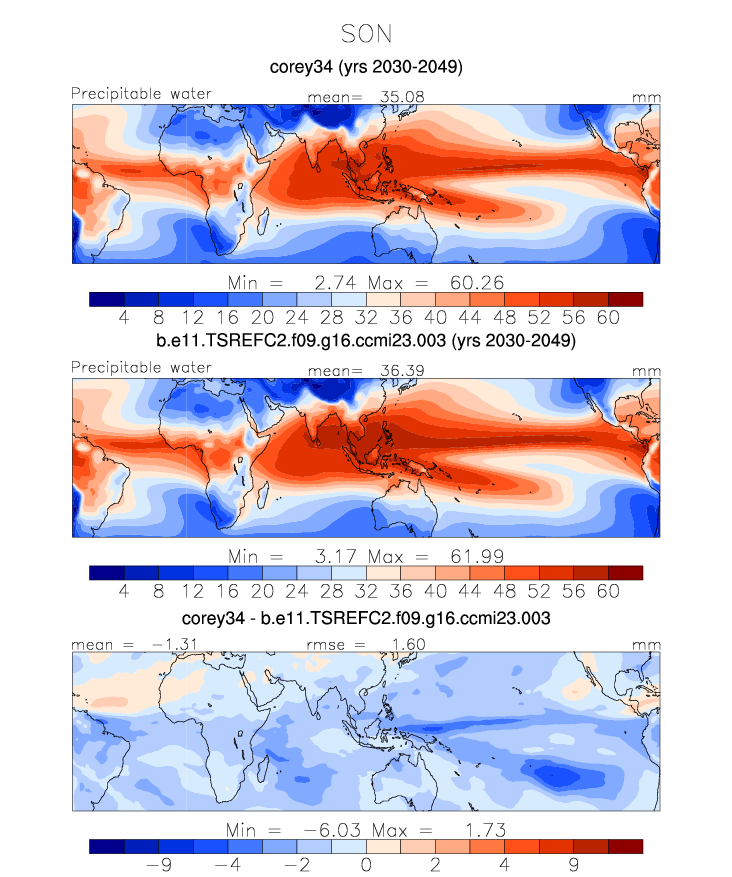 SON
corey34 (yrs 2030-2049)
Precipitable water mean= 35.08 mm
Min = 2.74 Max = 60.26
4 8 12 16 20 24 28 32 36 40 44 48 52 56 60
b.e11.TSREFC2.f09.g16.ccmi23.003 (yrs 2030-2049)
Precipitable water mean= 36.39 mm
Min = 3.17 Max = 61.99
4 8 12 16 20 24 28 32 36 40 44 48 52 56 60
corey34 - b.e11.TSREFC2.f09.g16.ccmi23.003
mean = -1.31 rmse = 1.60 mm
Min = -6.03 Max = 1.73
-9 -4 -2 0 2 4 9